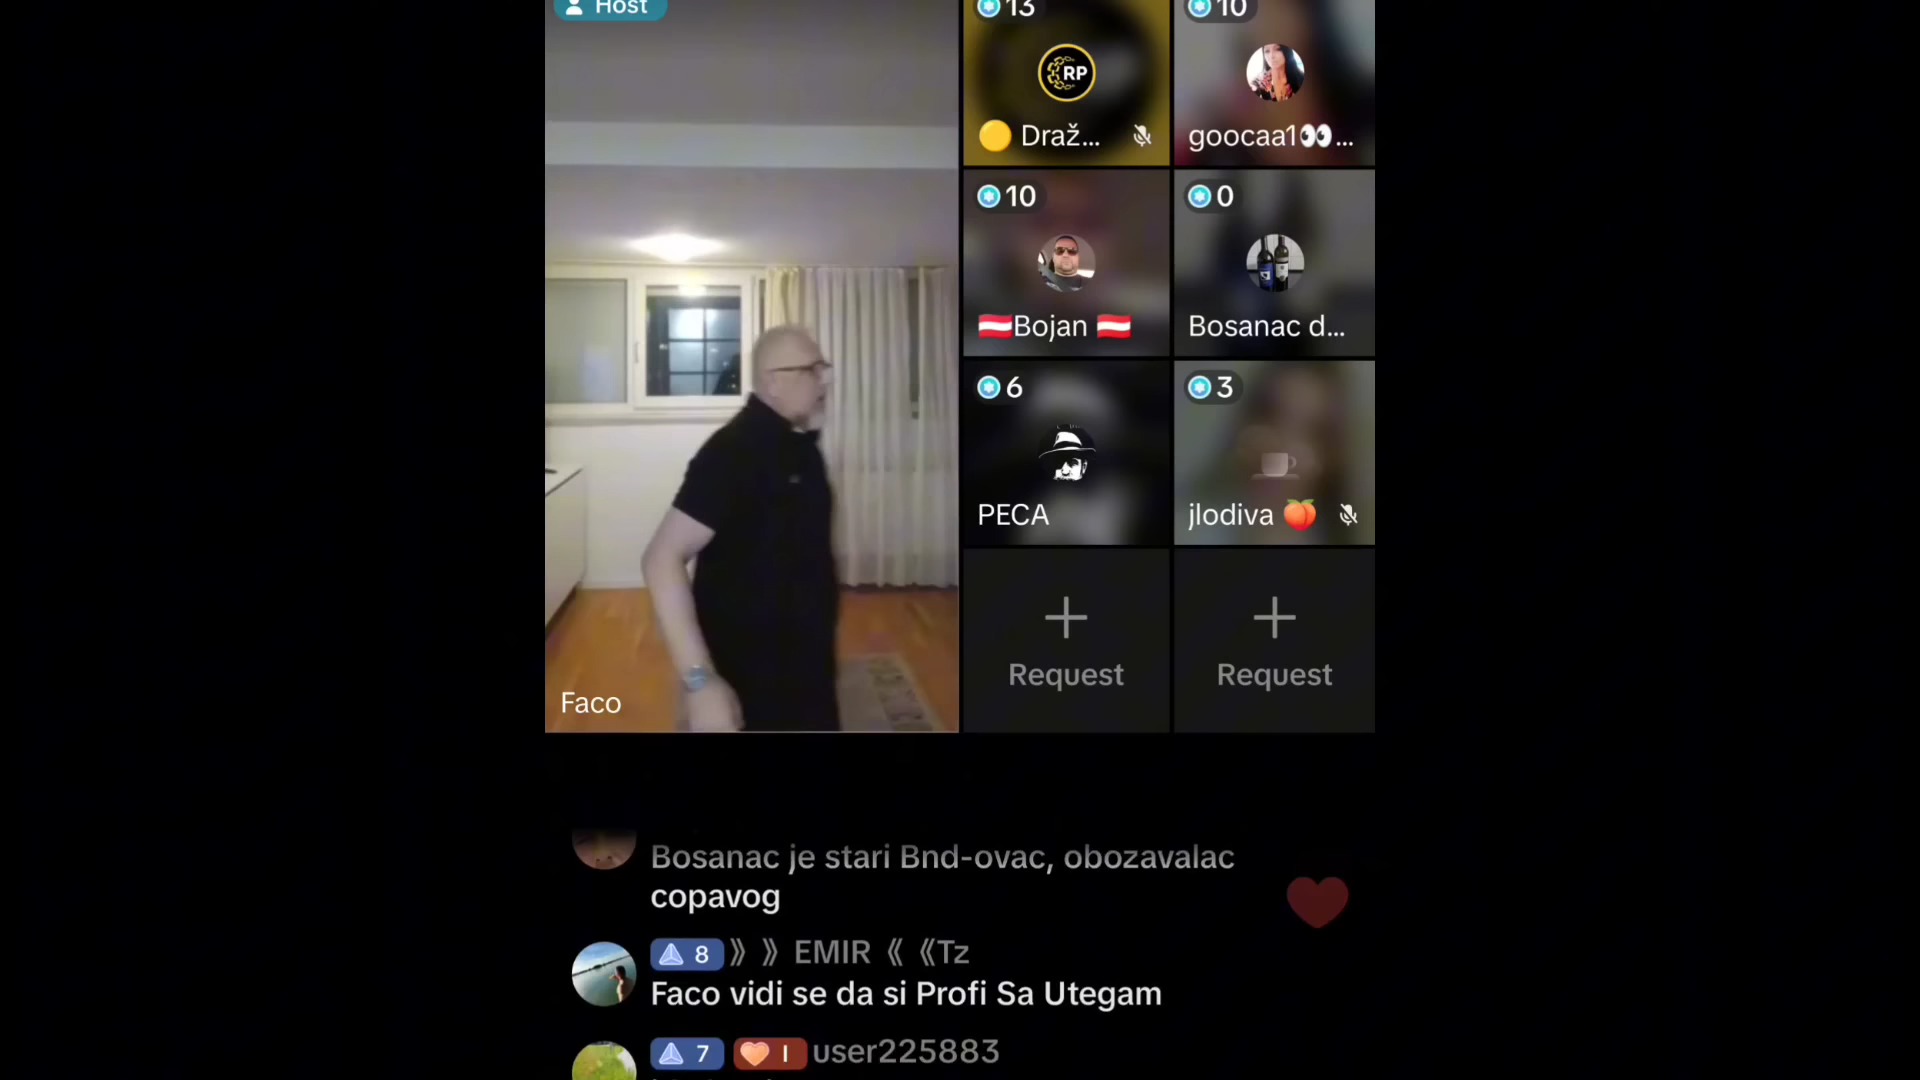 Host
13
10
RP
Draž...
goocaa1👀...
10
0
🇦🇹Bojan 🇦🇹
Bosanac d...
6
3
PECA
jlodiva 🍑
Request
Request
Faco
Bosanac je stari Bnd-ovac, obozavalac
copavog
8 》 》 EMIR 《 《Tz
Faco vidi se da si Profi Sa Utegam
7 I user225883